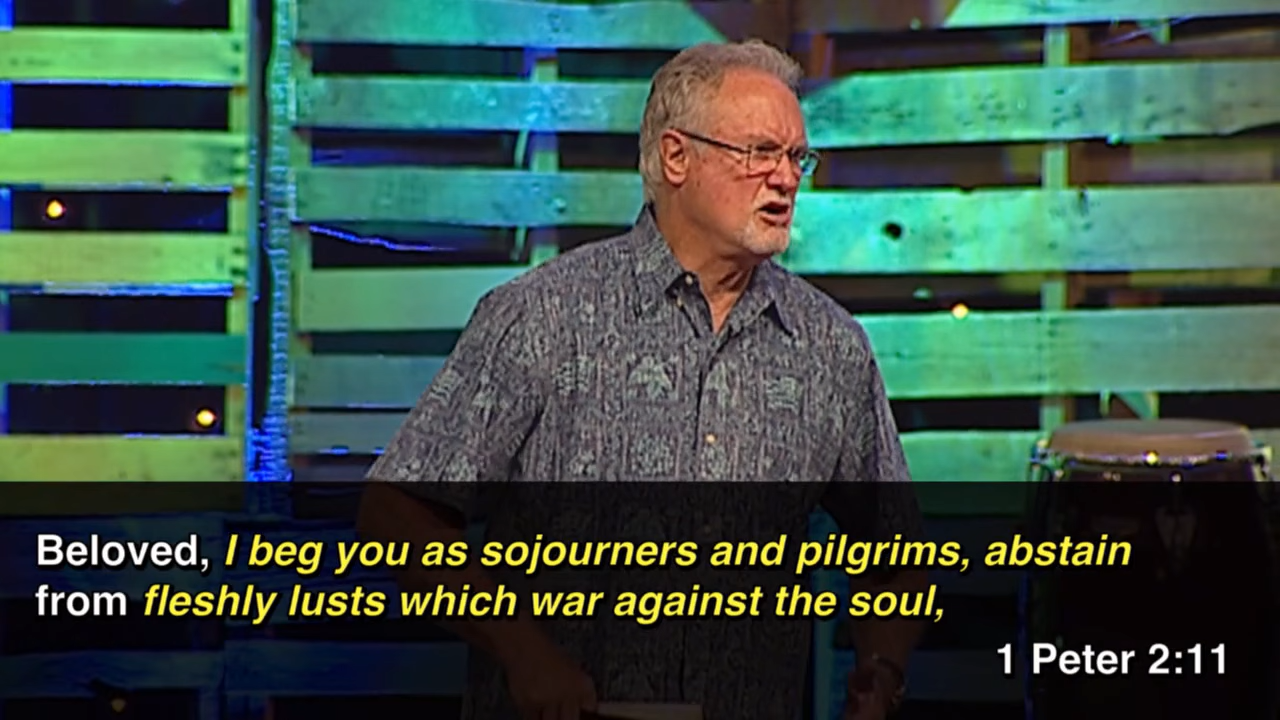 Beloved, I beg you as sojourners and pilgrims, abstain
from fleshly lusts which war against the soul,
1 Peter 2:11